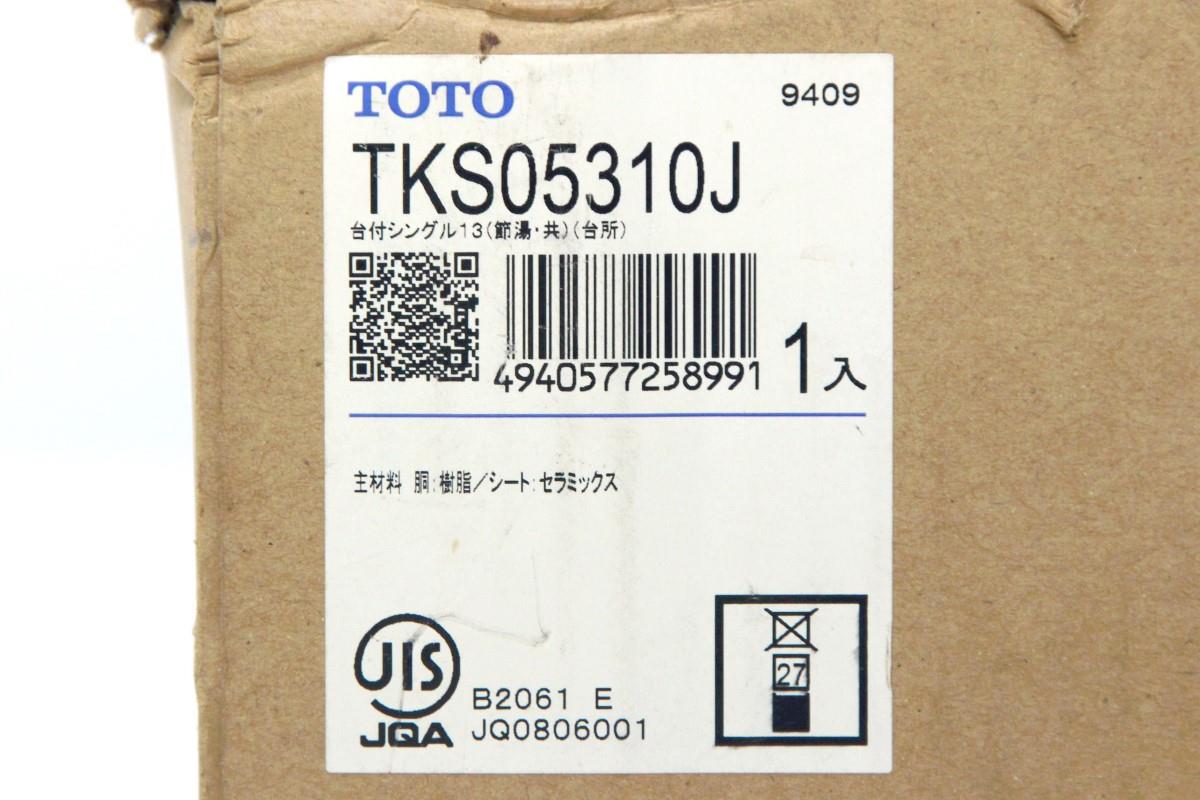 TOTO 9409
TKS05310J
台付シングル13(節湯・共)(台所)
4940577258991 1入
主材料 胴:樹脂/シート:セラミックス
JIS
JQA
B2061 E
JQ0806001
27